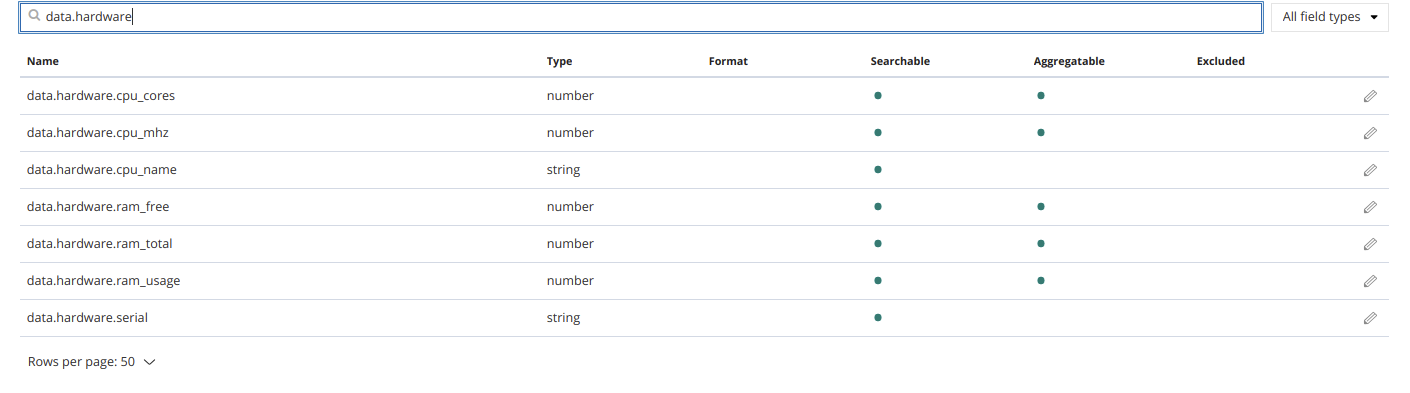 data.hardware All field types
Name Type Format Searchable Aggregatable Excluded
data.hardware.cpu_cores number
data.hardware.cpu_mhz number
data.hardware.cpu_name string
data.hardware.ram_free number
data.hardware.ram_total number
data.hardware.ram_usage number
data.hardware.serial string
Rows per page: 50